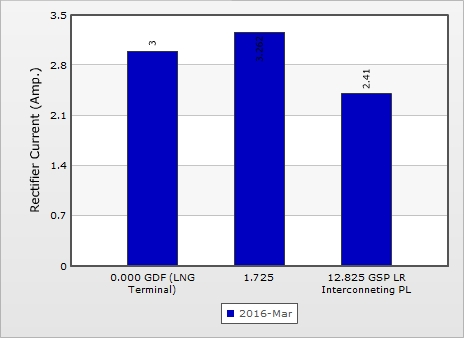 3.5
2.8
2.1
1.4
0.7
0
Rectifier Current (Amp.)
3
2.41
0.000 GDF (LNG
Terminal)
1.725
12.825 GSP LR
Interconneting PL
2016-Mar